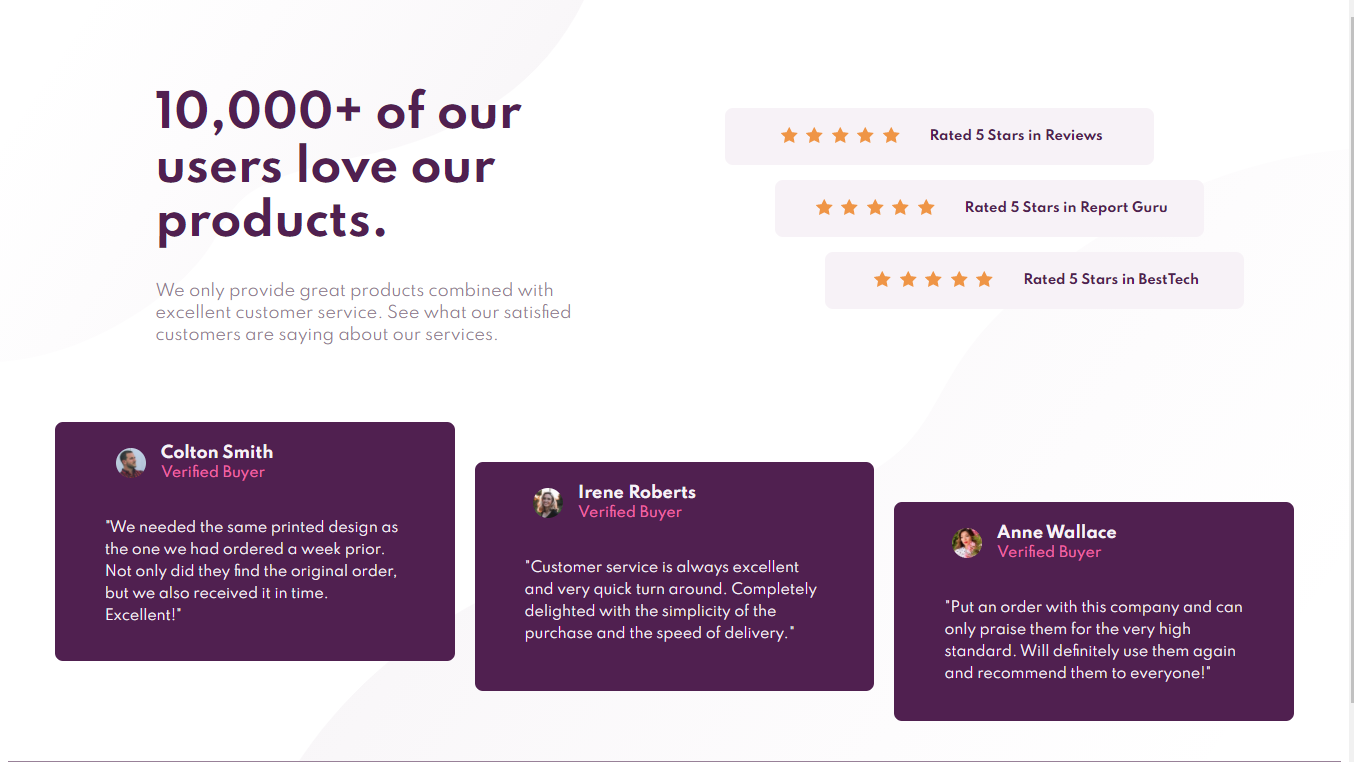 10,000+ of our
users love our
products.
We only provide great products combined with
excellent customer service. See what our satisfied
customers are saying about our services.
Rated 5 Stars in Reviews
Rated 5 Stars in Report Guru
Rated 5 Stars in BestTech
Colton Smith
Verified Buyer
"We needed the same printed design as
the one we had ordered a week prior.
Not only did they find the original order,
but we also received it in time.
Excellent!"
Irene Roberts
Verified Buyer
"Customer service is always excellent
and very quick turn around. Completely
delighted with the simplicity of the
purchase and the speed of delivery."
Anne Wallace
Verified Buyer
"Put an order with this company and can
only praise them for the very high
standard. Will definitely use them again
and recommend them to everyone!"